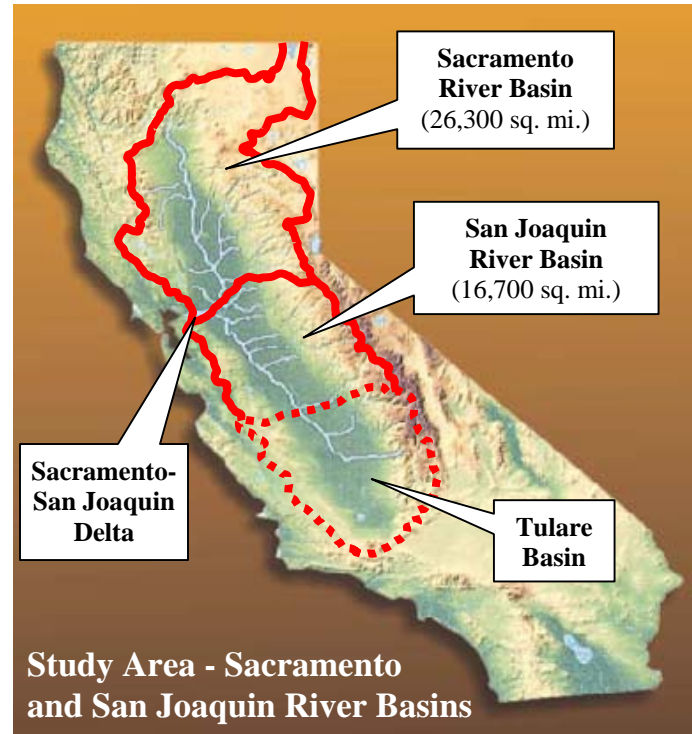 Sacramento
River Basin
(26,300 sq. mi.)
San Joaquin
River Basin
(16,700 sq. mi.)
Sacramento-
San Joaquin
Delta
Tulare
Basin
Study Area - Sacramento
and San Joaquin River Basins